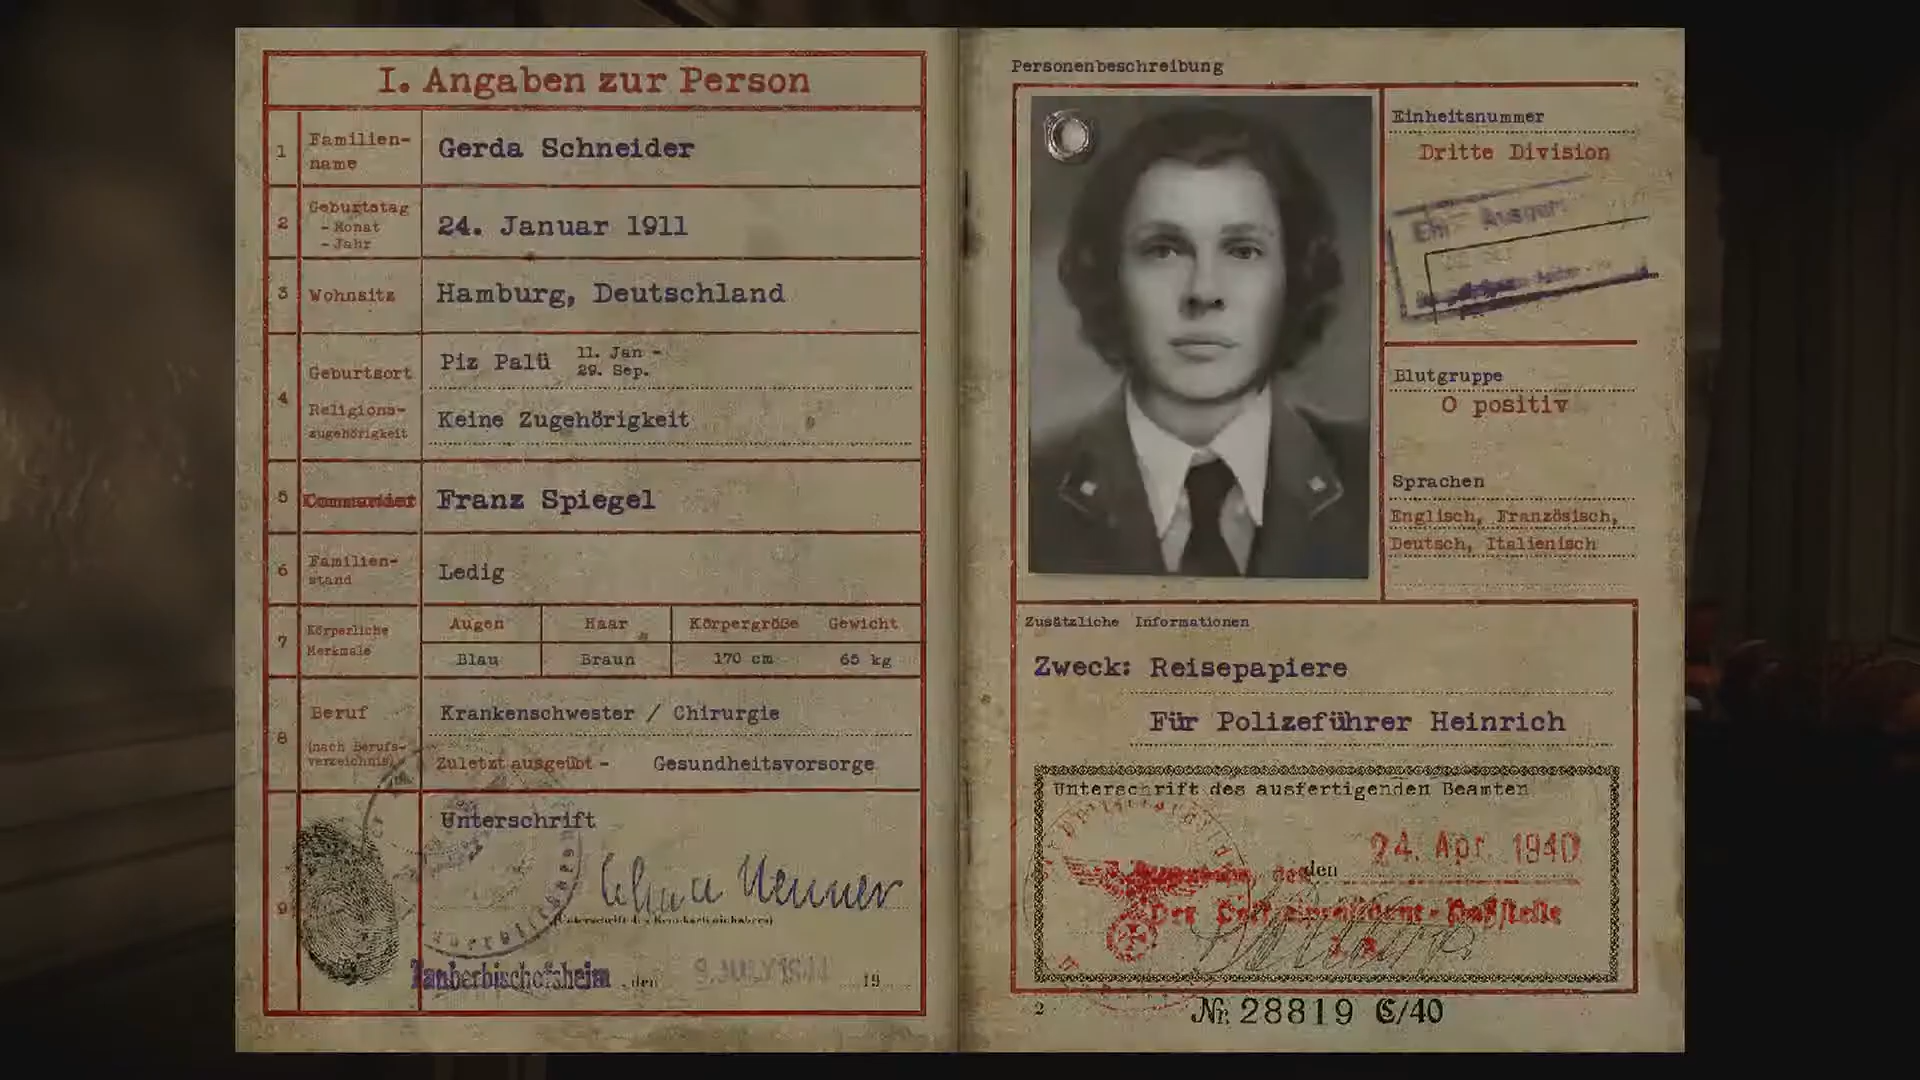 I. Angaben zur Person
1
Familien-
name
Gerda Schneider
2
Geburtstag
- Monat
- Jahr
24. Januar 1911
3
Wohnsitz
Hamburg, Deutschland
4
Geburtsort
Piz Palü
11. Jan -
29. Sep.
Religions-
zugehörigkeit
Keine Zugehörigkeit
5
Franz Spiegel
6
Familien-
stand
Ledig
7
Körperliche
Merkmale
Augen Haar Körpergröße Gewicht
Blau Braun 170 cm 65 kg
8
Beruf
(nach Berufs-
verzeichnis)
Krankenschwester / Chirurgie
Zuletzt ausgeübt - Gesundheitsvorsorge
9
Unterschrift
Tauberbischofsheim, den 9. JULY 19
Personenbeschreibung
Einheitsnummer
Dritte Division
Blutgruppe
O positiv
Sprachen
Englisch, Französisch,
Deutsch, Italienisch
Zusätzliche Informationen
Zweck: Reisepapiere
Für Polizeführer Heinrich
Unterschrift des ausfertigenden Beamten
den 24. Apr. 1940
2
Nr. 28819 C/40